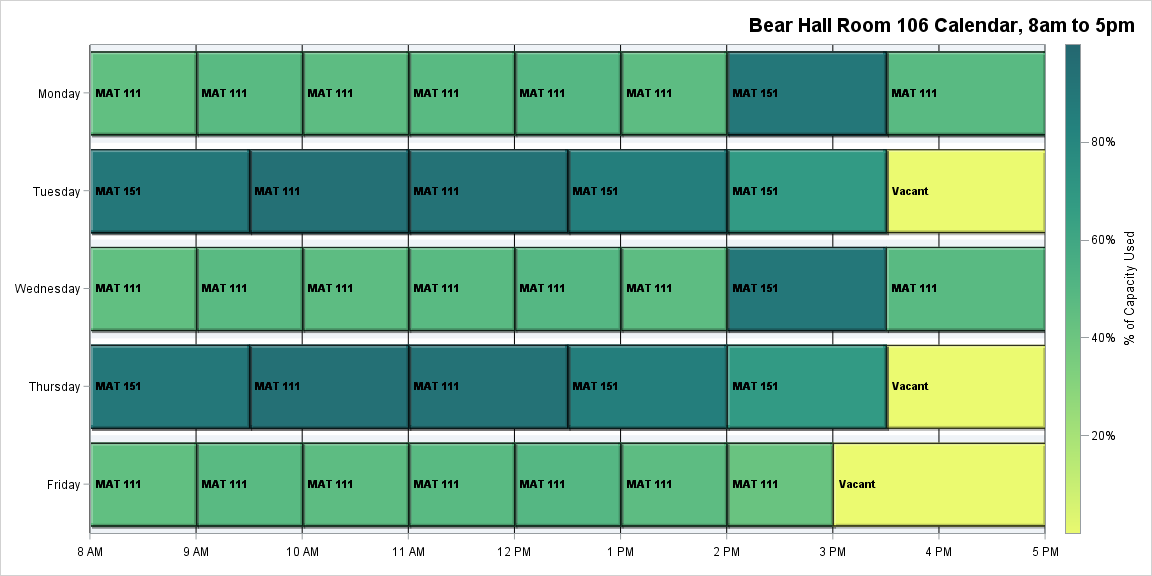 Bear Hall Room 106 Calendar, 8am to 5pm
Monday
MAT 111 MAT 111 MAT 111 MAT 111 MAT 111 MAT 111 MAT 151 MAT 111
Tuesday
MAT 151 MAT 111 MAT 111 MAT 151 MAT 151 Vacant
Wednesday
MAT 111 MAT 111 MAT 111 MAT 111 MAT 111 MAT 111 MAT 151 MAT 111
Thursday
MAT 151 MAT 111 MAT 111 MAT 151 MAT 151 Vacant
Friday
MAT 111 MAT 111 MAT 111 MAT 111 MAT 111 MAT 111 MAT 111 Vacant
8 AM 9 AM 10 AM 11 AM 12 PM 1 PM 2 PM 3 PM 4 PM 5 PM
80%
60%
40%
20%
% of Capacity Used